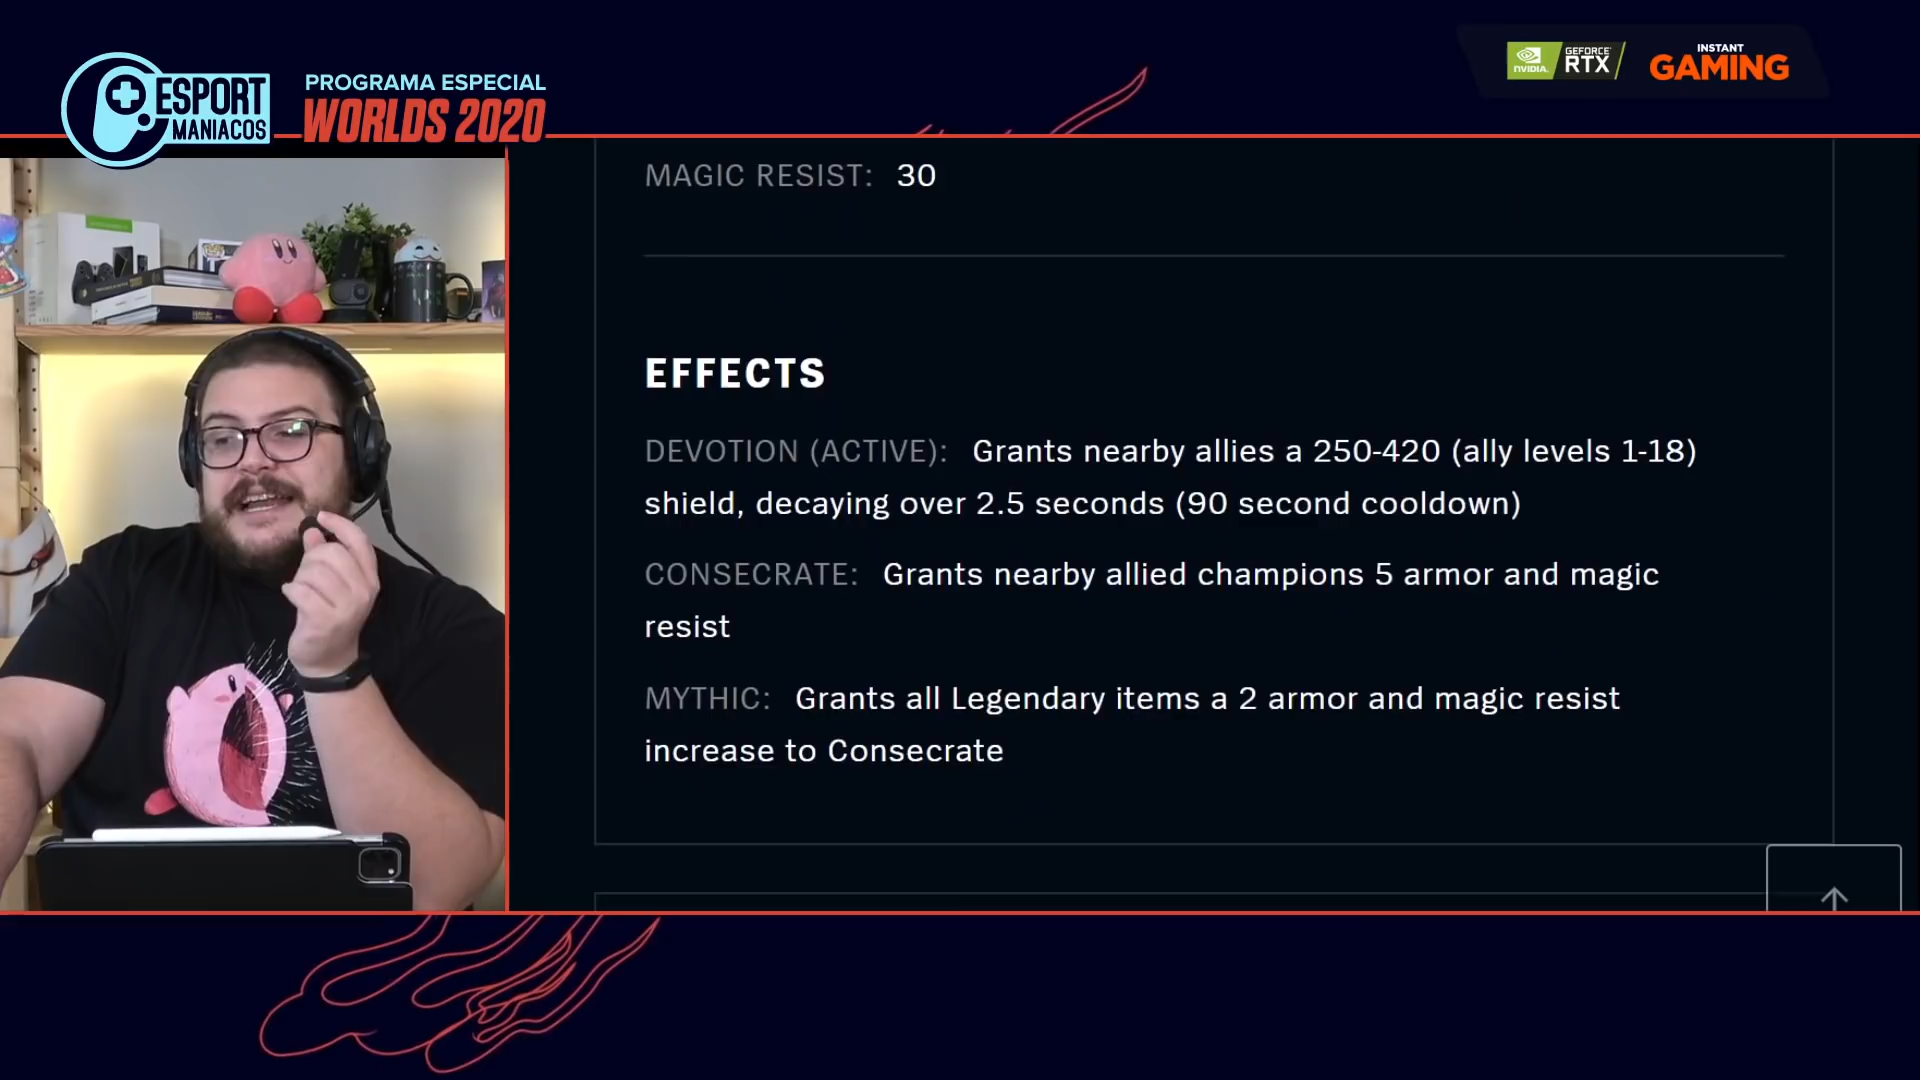 ESPORT
MANIACOS
PROGRAMA ESPECIAL
WORLDS 2020
NVIDIA
GEFORCE
RTX
INSTANT
GAMING
MAGIC RESIST: 30
EFFECTS
DEVOTION (ACTIVE): Grants nearby allies a 250-420 (ally levels 1-18)
shield, decaying over 2.5 seconds (90 second cooldown)
CONSECRATE: Grants nearby allied champions 5 armor and magic
resist
MYTHIC: Grants all Legendary items a 2 armor and magic resist
increase to Consecrate